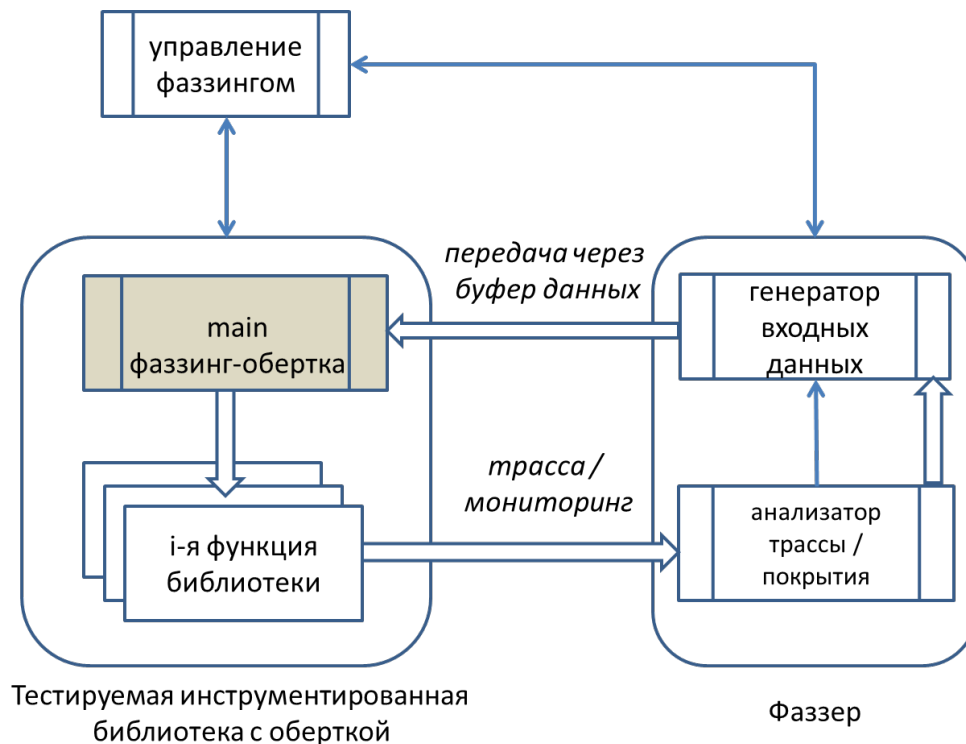 управление
фаззингом
передача через
буфер данных
main
фаззинг-обертка
генератор
входных
данных
трасса /
мониторинг
i-я функция
библиотеки
анализатор
трассы /
покрытия
Тестируемая инструментированная
библиотека с оберткой
Фаззер